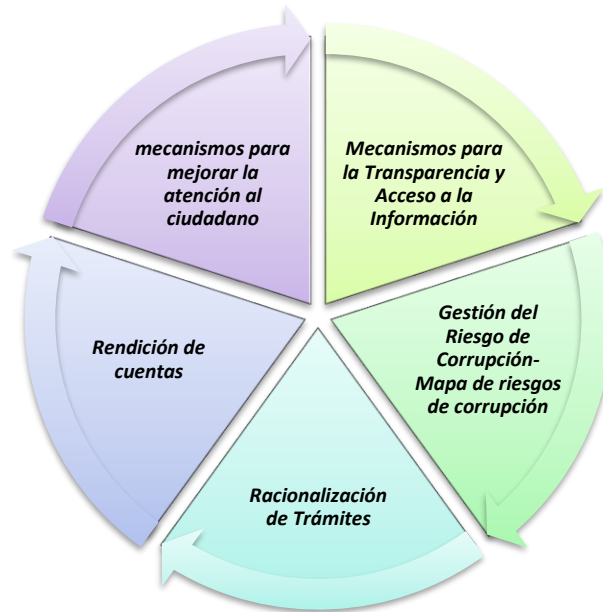 mecanismos para
mejorar la
atención al
ciudadano
Mecanismos para
la Transparencia y
Acceso a la
Información
Gestión del
Riesgo de
Corrupción-
Mapa de riesgos
de corrupción
Racionalización
de Trámites
Rendición de
cuentas